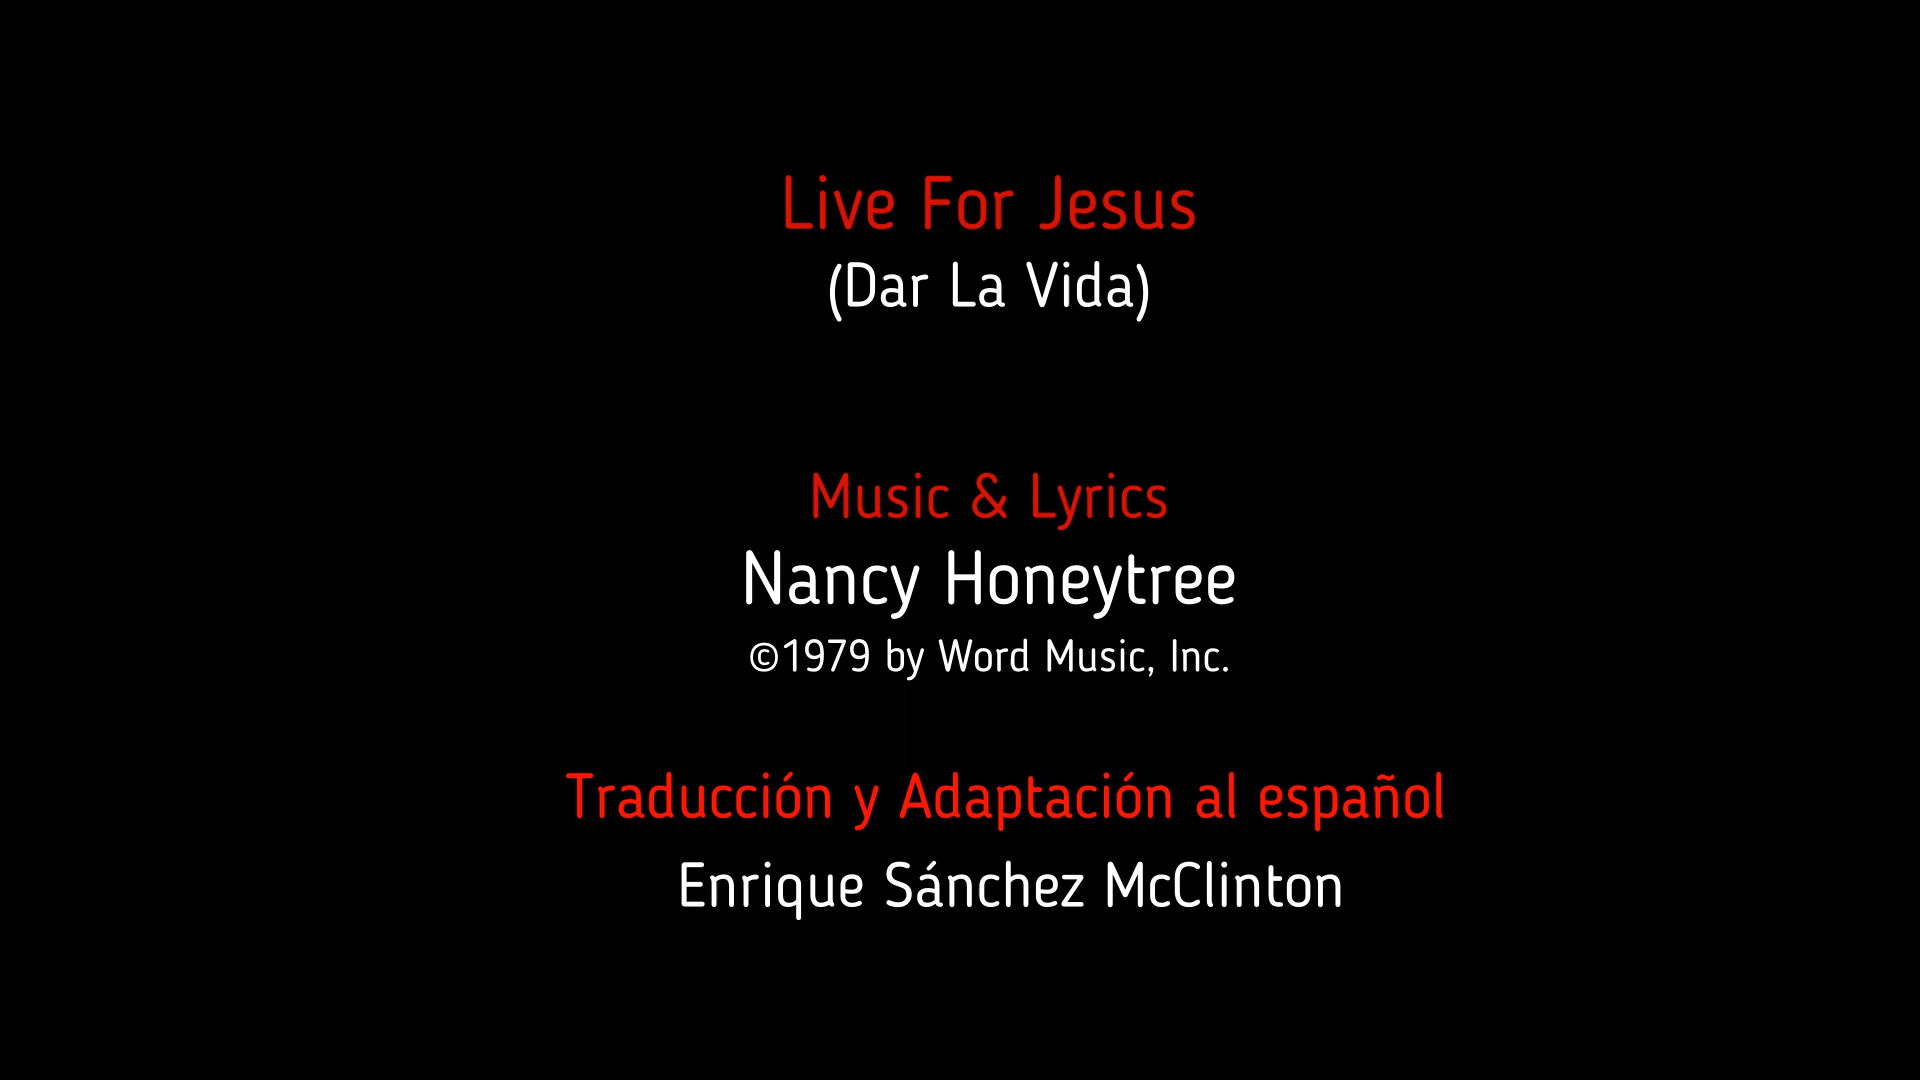 Live For Jesus
(Dar La Vida)
Music & Lyrics
Nancy Honeytree
©1979 by Word Music, Inc.
Traducción y Adaptación al español
Enrique Sánchez McClinton